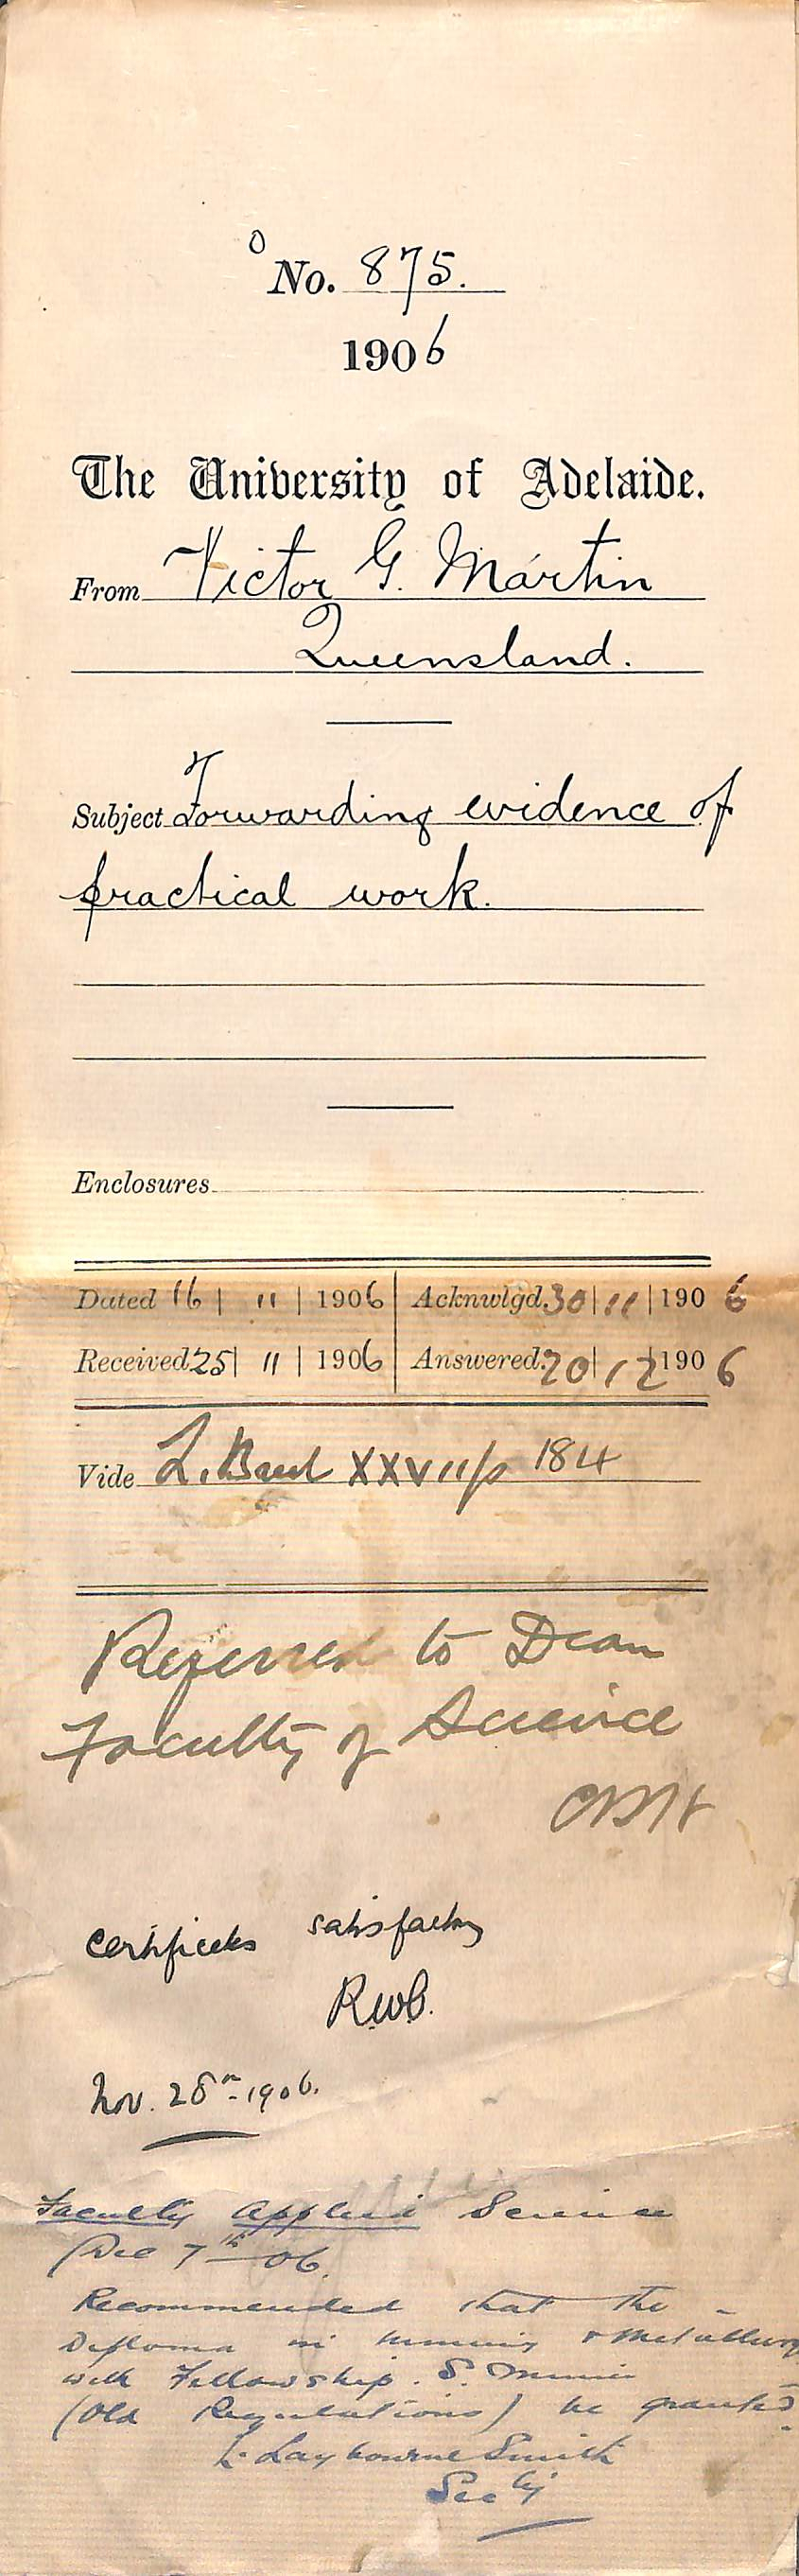 No. 875.
1906
The University of Adelaide.
From Victor G. Martin
Queensland.
Subject Forwarding evidence of
practical work.
Enclosures
Dated 16 | 11 | 1906 Acknwlgd. 30 | 11 | 1906
Received 25 | 11 | 1906 Answered. 20 | 12 1906
Vide L. Book XXVII/p 184
Referred to Dean
Faculty of Science
certificates satisfactory
R.W.C.
Nov. 28th 1906.
Faculty Applied Science
Dec 7th 06.
Recommended that the
Diploma in mining & Metallurgy
with Fellowship. S.
(Old Regulations) be granted
L. Laybourne Smith
Secty